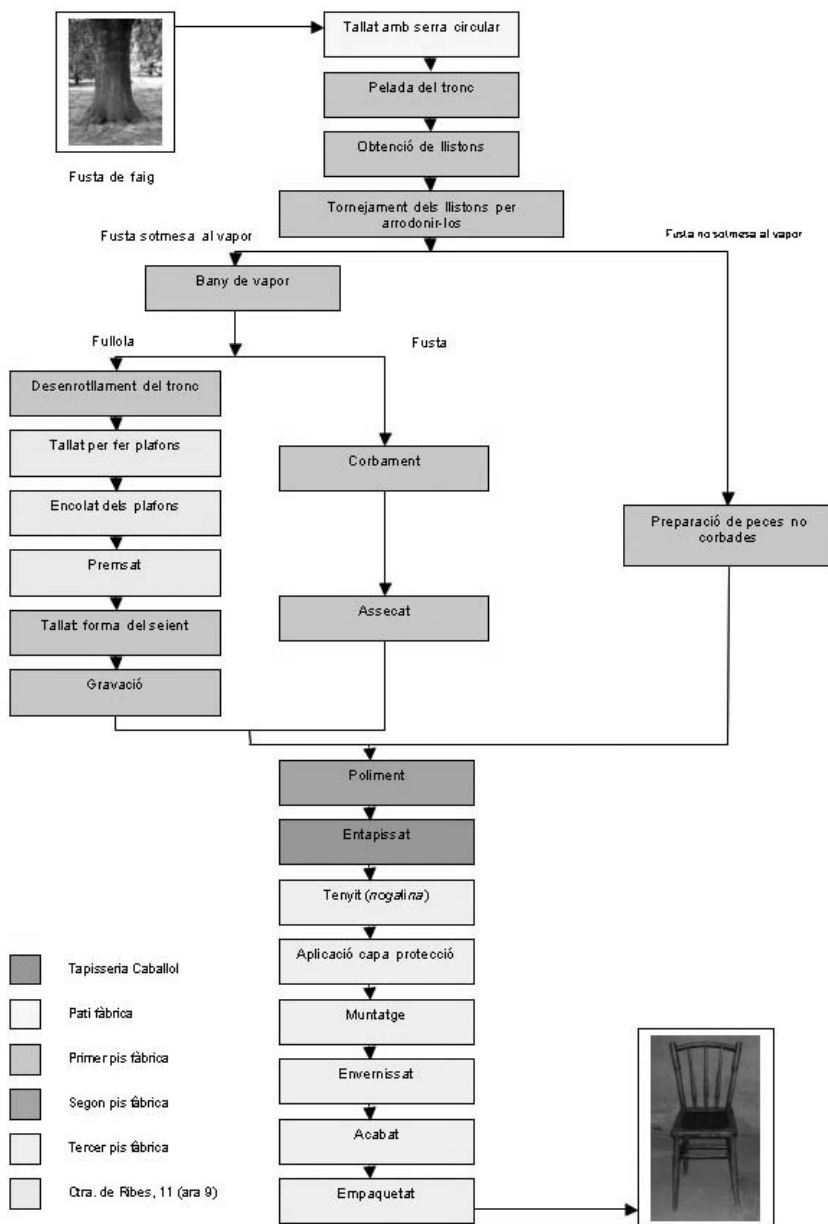 Tallat amb serra circular
Pelada del tronc
Fusta de faig
Obtenció de llistons
Tornejament dels llistons per
arrodonir-los
Fusta sotmesa al vapor
Fusta no sotmesa al vapor
Bany de vapor
Fullola
Fusta
Desenrotllament del tronc
Tallat per fer plafons
Corbament
Encolat dels plafons
Preparació de peces no
corbades
Premsat
Assecat
Tallat forma del seient
Gravació
Poliment
Entapissat
Tenyit (nogalina)
Aplicació capa protecció
Muntatge
Envernissat
Acabat
Empaquetat
Tapisseria Caballol
Pati fàbrica
Primer pis fàbrica
Segon pis fàbrica
Tercer pis fàbrica
Ctra. de Ribes, 11 (ara 9)